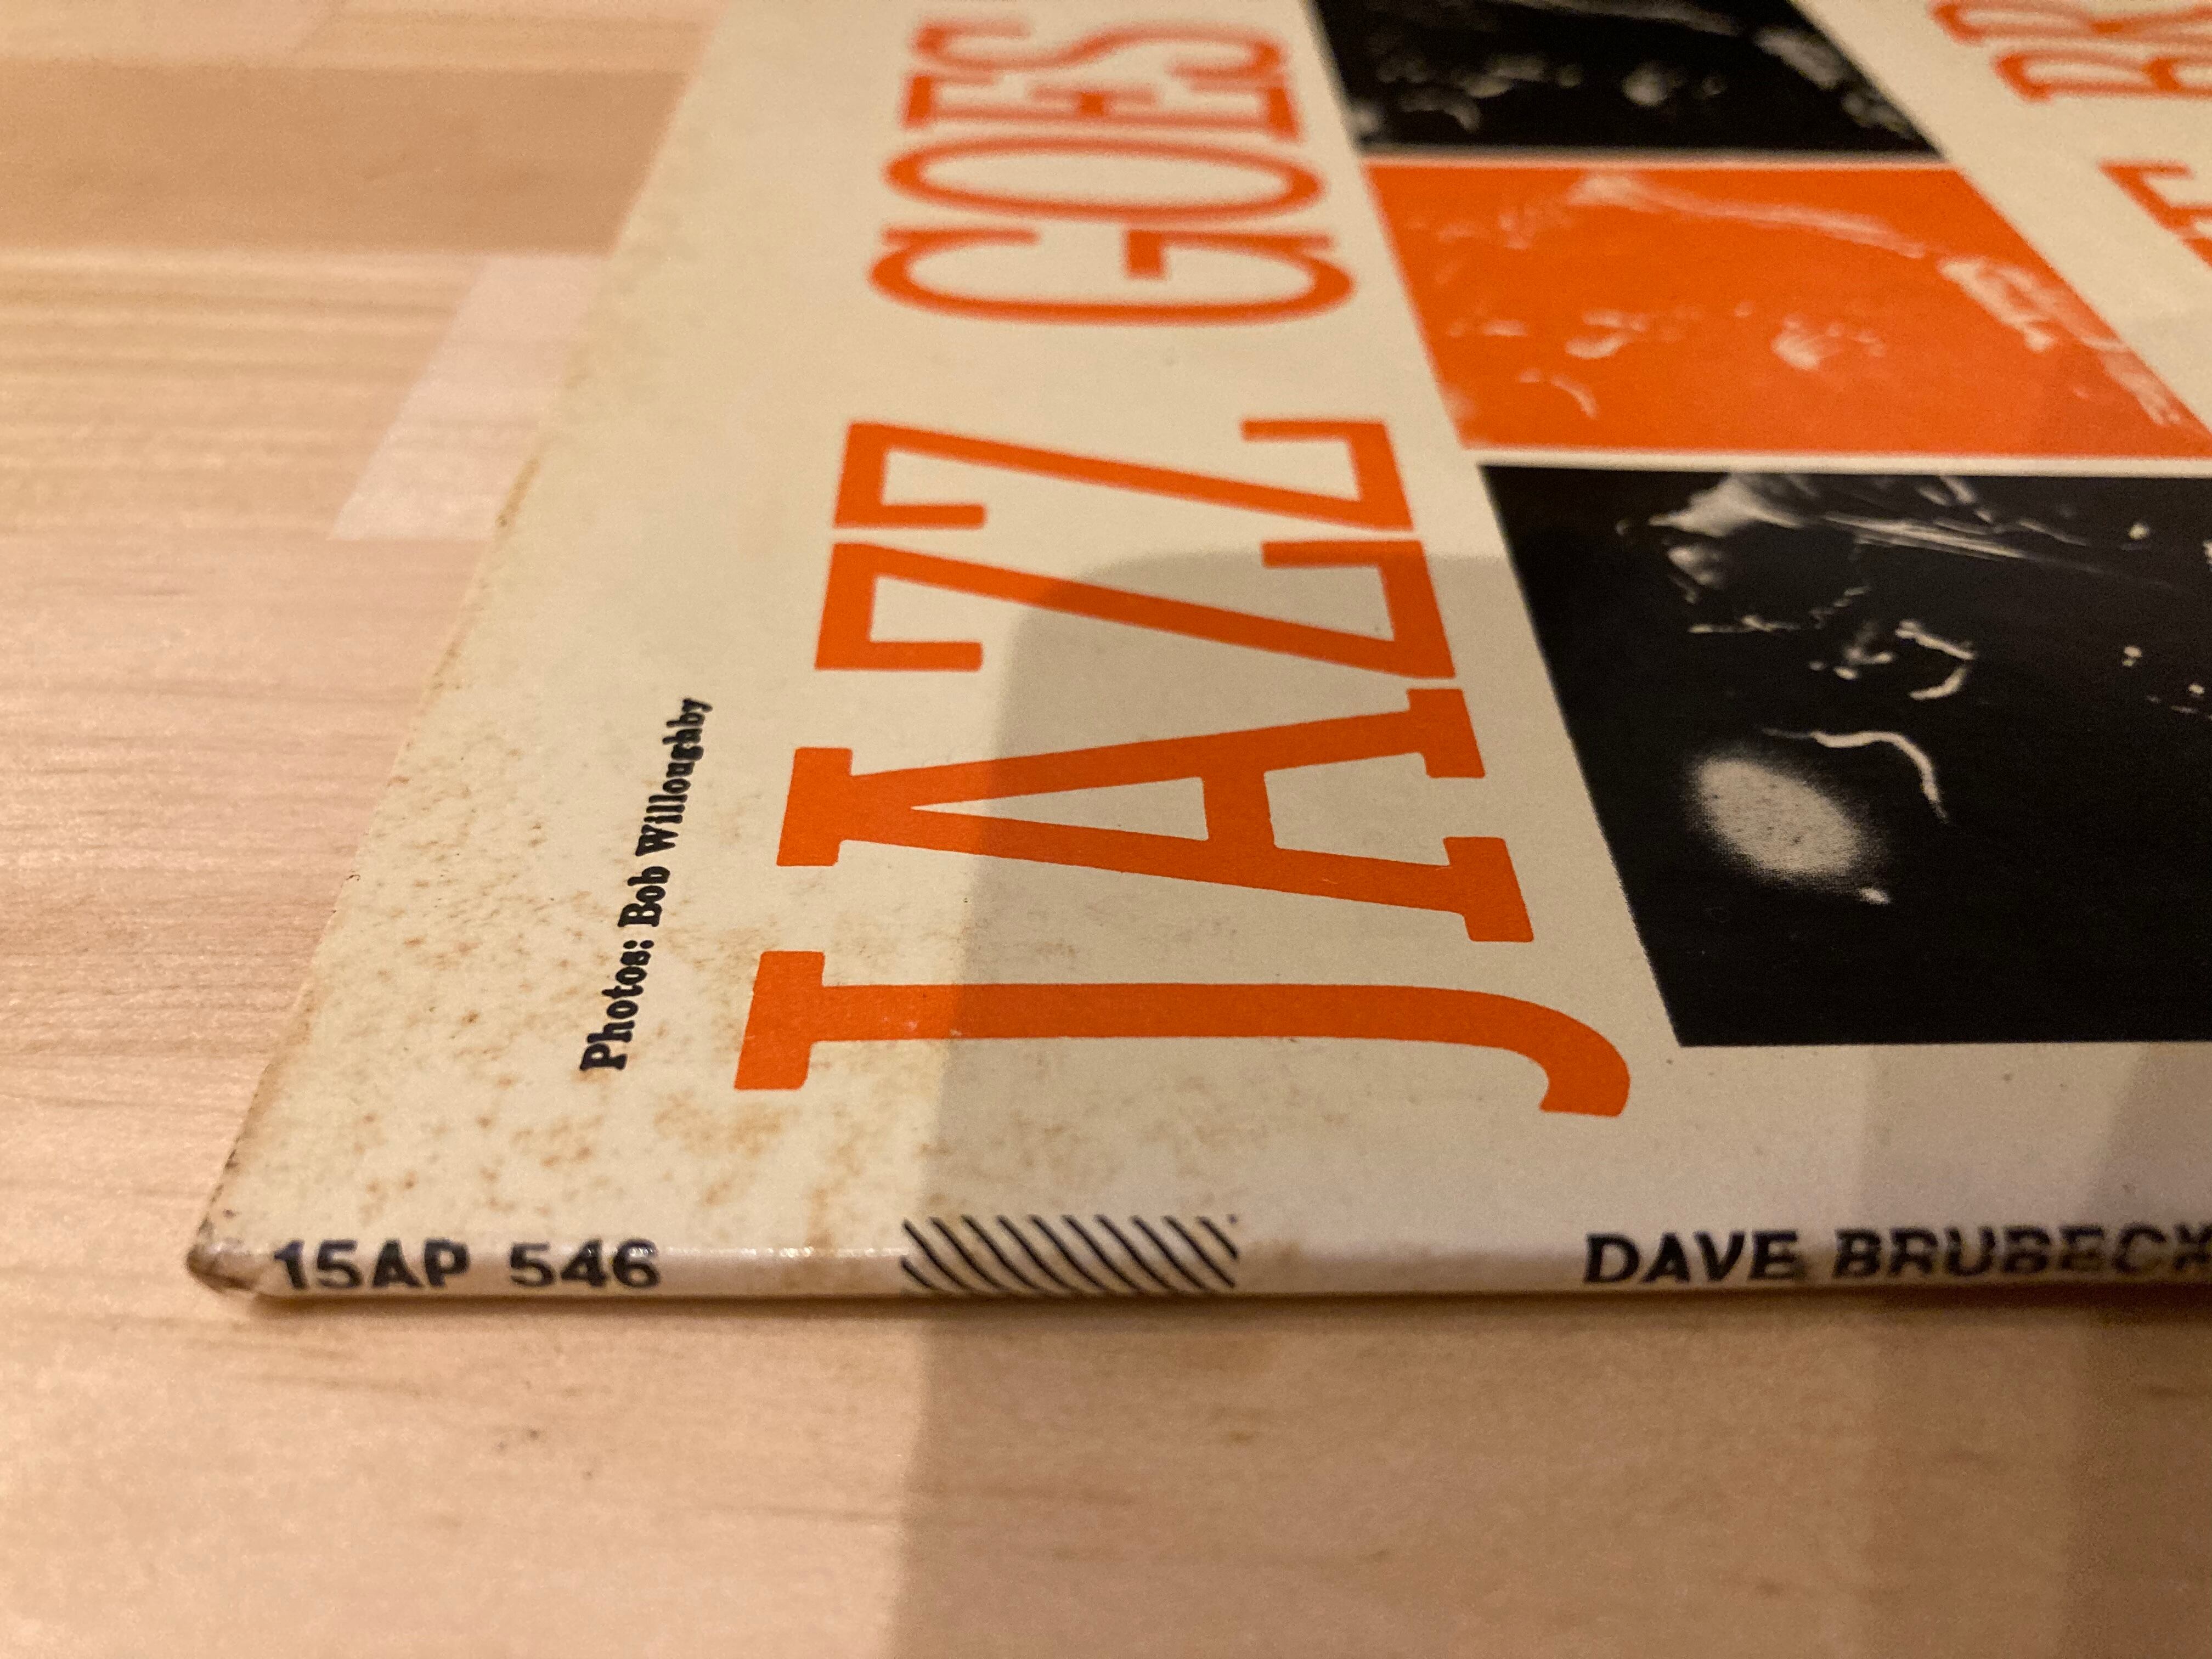 JAZZ GOES
Photos: Bob Willoughby
15AP 546
DAVE BRUBECK